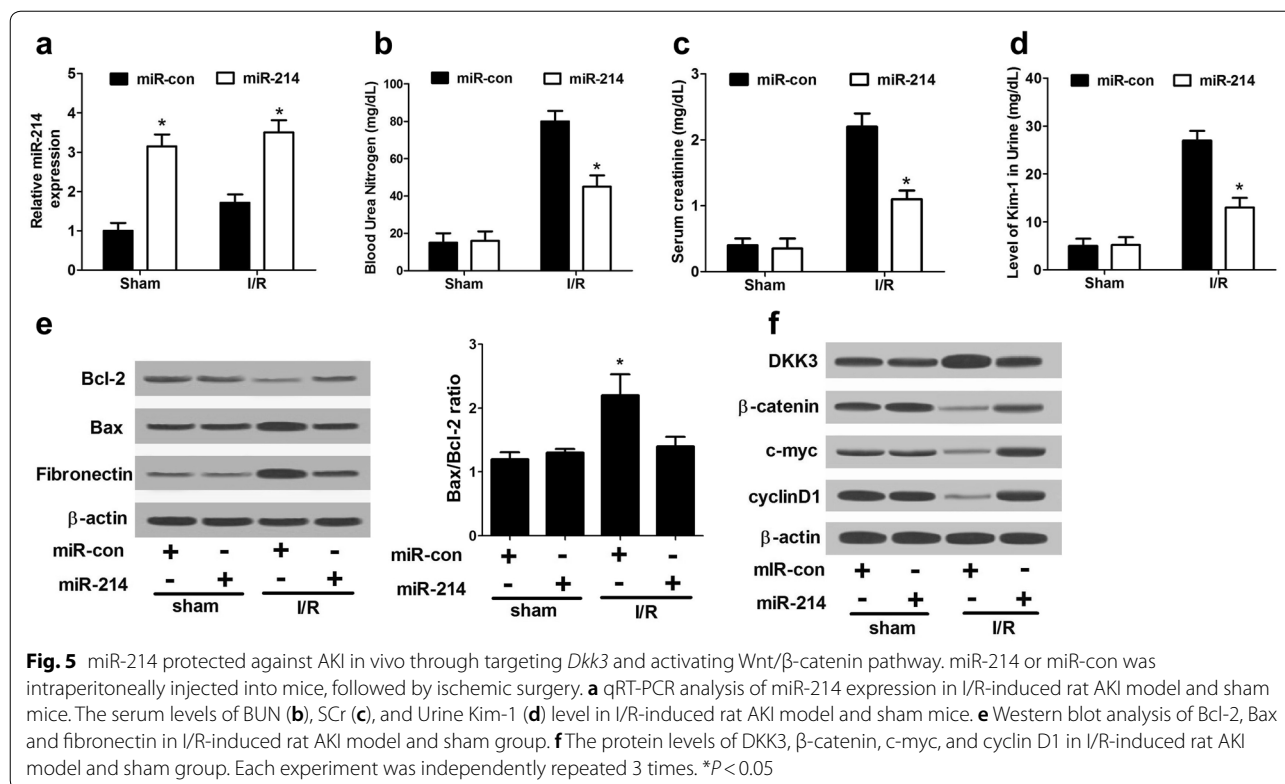 a
miR-con miR-214
Relative miR-214
expression
5
4
3
2
1
0
* *
Sham I/R
b
miR-con miR-214
Blood Urea Nitrogen (mg/dL)
100
80
60
40
20
0
*
Sham I/R
c
miR-con miR-214
Serum creatinine (mg/dL)
3
2
1
0
*
Sham I/R
d
miR-con miR-214
Level of Kim-1 in Urine (mg/dL)
40
30
20
10
0
*
Sham I/R
e
Bcl-2
Bax
Fibronectin
β-actin
miR-con + - + -
miR-214 - + - +
sham I/R
Bax/Bcl-2 ratio
3
2
1
0
*
miR-con + - + -
miR-214 - + - +
sham I/R
f
DKK3
β-catenin
c-myc
cyclinD1
β-actin
mIR-con + - + -
miR-214 - + - +
sham I/R
Fig. 5 miR-214 protected against AKI in vivo through targeting Dkk3 and activating Wnt/β-catenin pathway. miR-214 or miR-con was
intraperitoneally injected into mice, followed by ischemic surgery. a qRT-PCR analysis of miR-214 expression in I/R-induced rat AKI model and sham
mice. The serum levels of BUN (b), SCr (c), and Urine Kim-1 (d) level in I/R-induced rat AKI model and sham mice. e Western blot analysis of Bcl-2, Bax
and fibronectin in I/R-induced rat AKI model and sham group. f The protein levels of DKK3, β-catenin, c-myc, and cyclin D1 in I/R-induced rat AKI
model and sham group. Each experiment was independently repeated 3 times. *P < 0.05